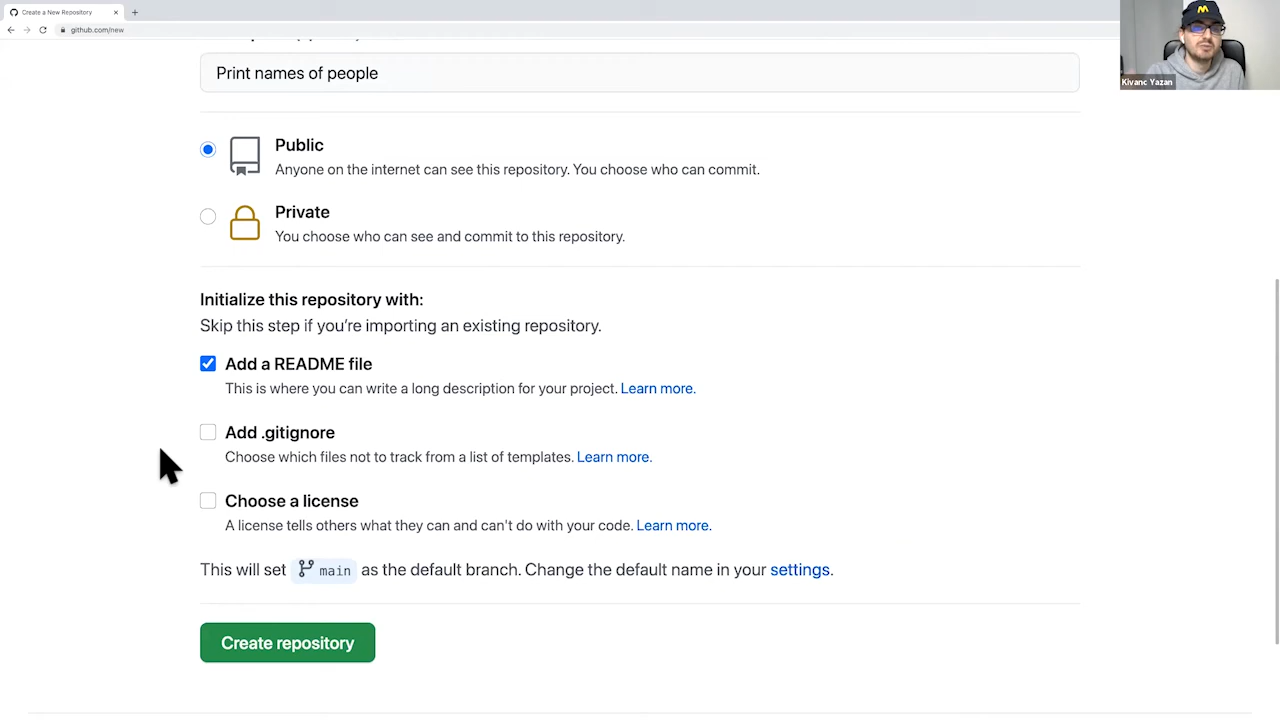 Create a New Repository
github.com/new
Print names of people
Public
Anyone on the internet can see this repository. You choose who can commit.
Private
You choose who can see and commit to this repository.
Initialize this repository with:
Skip this step if you're importing an existing repository.
Add a README file
This is where you can write a long description for your project. Learn more.
Add .gitignore
Choose which files not to track from a list of templates. Learn more.
Choose a license
A license tells others what they can and can't do with your code. Learn more.
This will set main as the default branch. Change the default name in your settings.
Create repository
M
Kivanc Yazan